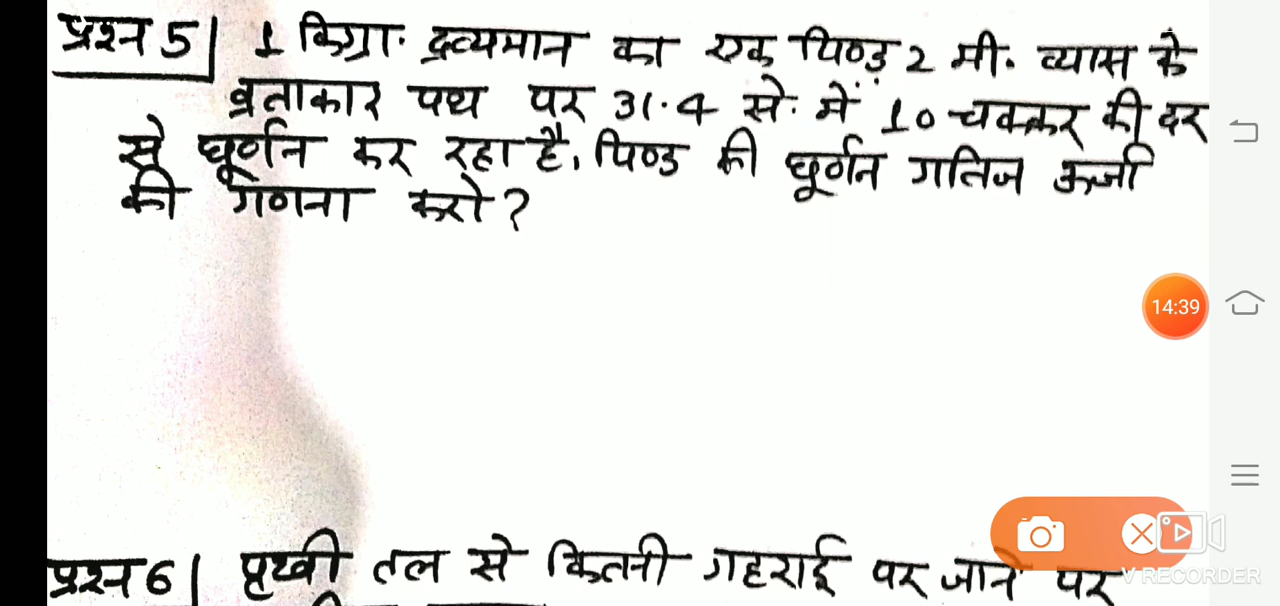 प्रश्न 5| 1 किग्रा. द्रव्यमान का एक पिण्ड 2 मी. व्यास के
व्रताकार पथ पर 31.4 से. में 10 चक्कर की दर
से घूर्णन कर रहा है, पिण्ड की घूर्णन गतिज ऊर्जा
की गणना करो?
14:39
प्रश्न 6| पृथ्वी तल से कितनी गहराई पर जाने पर
V RECORDER